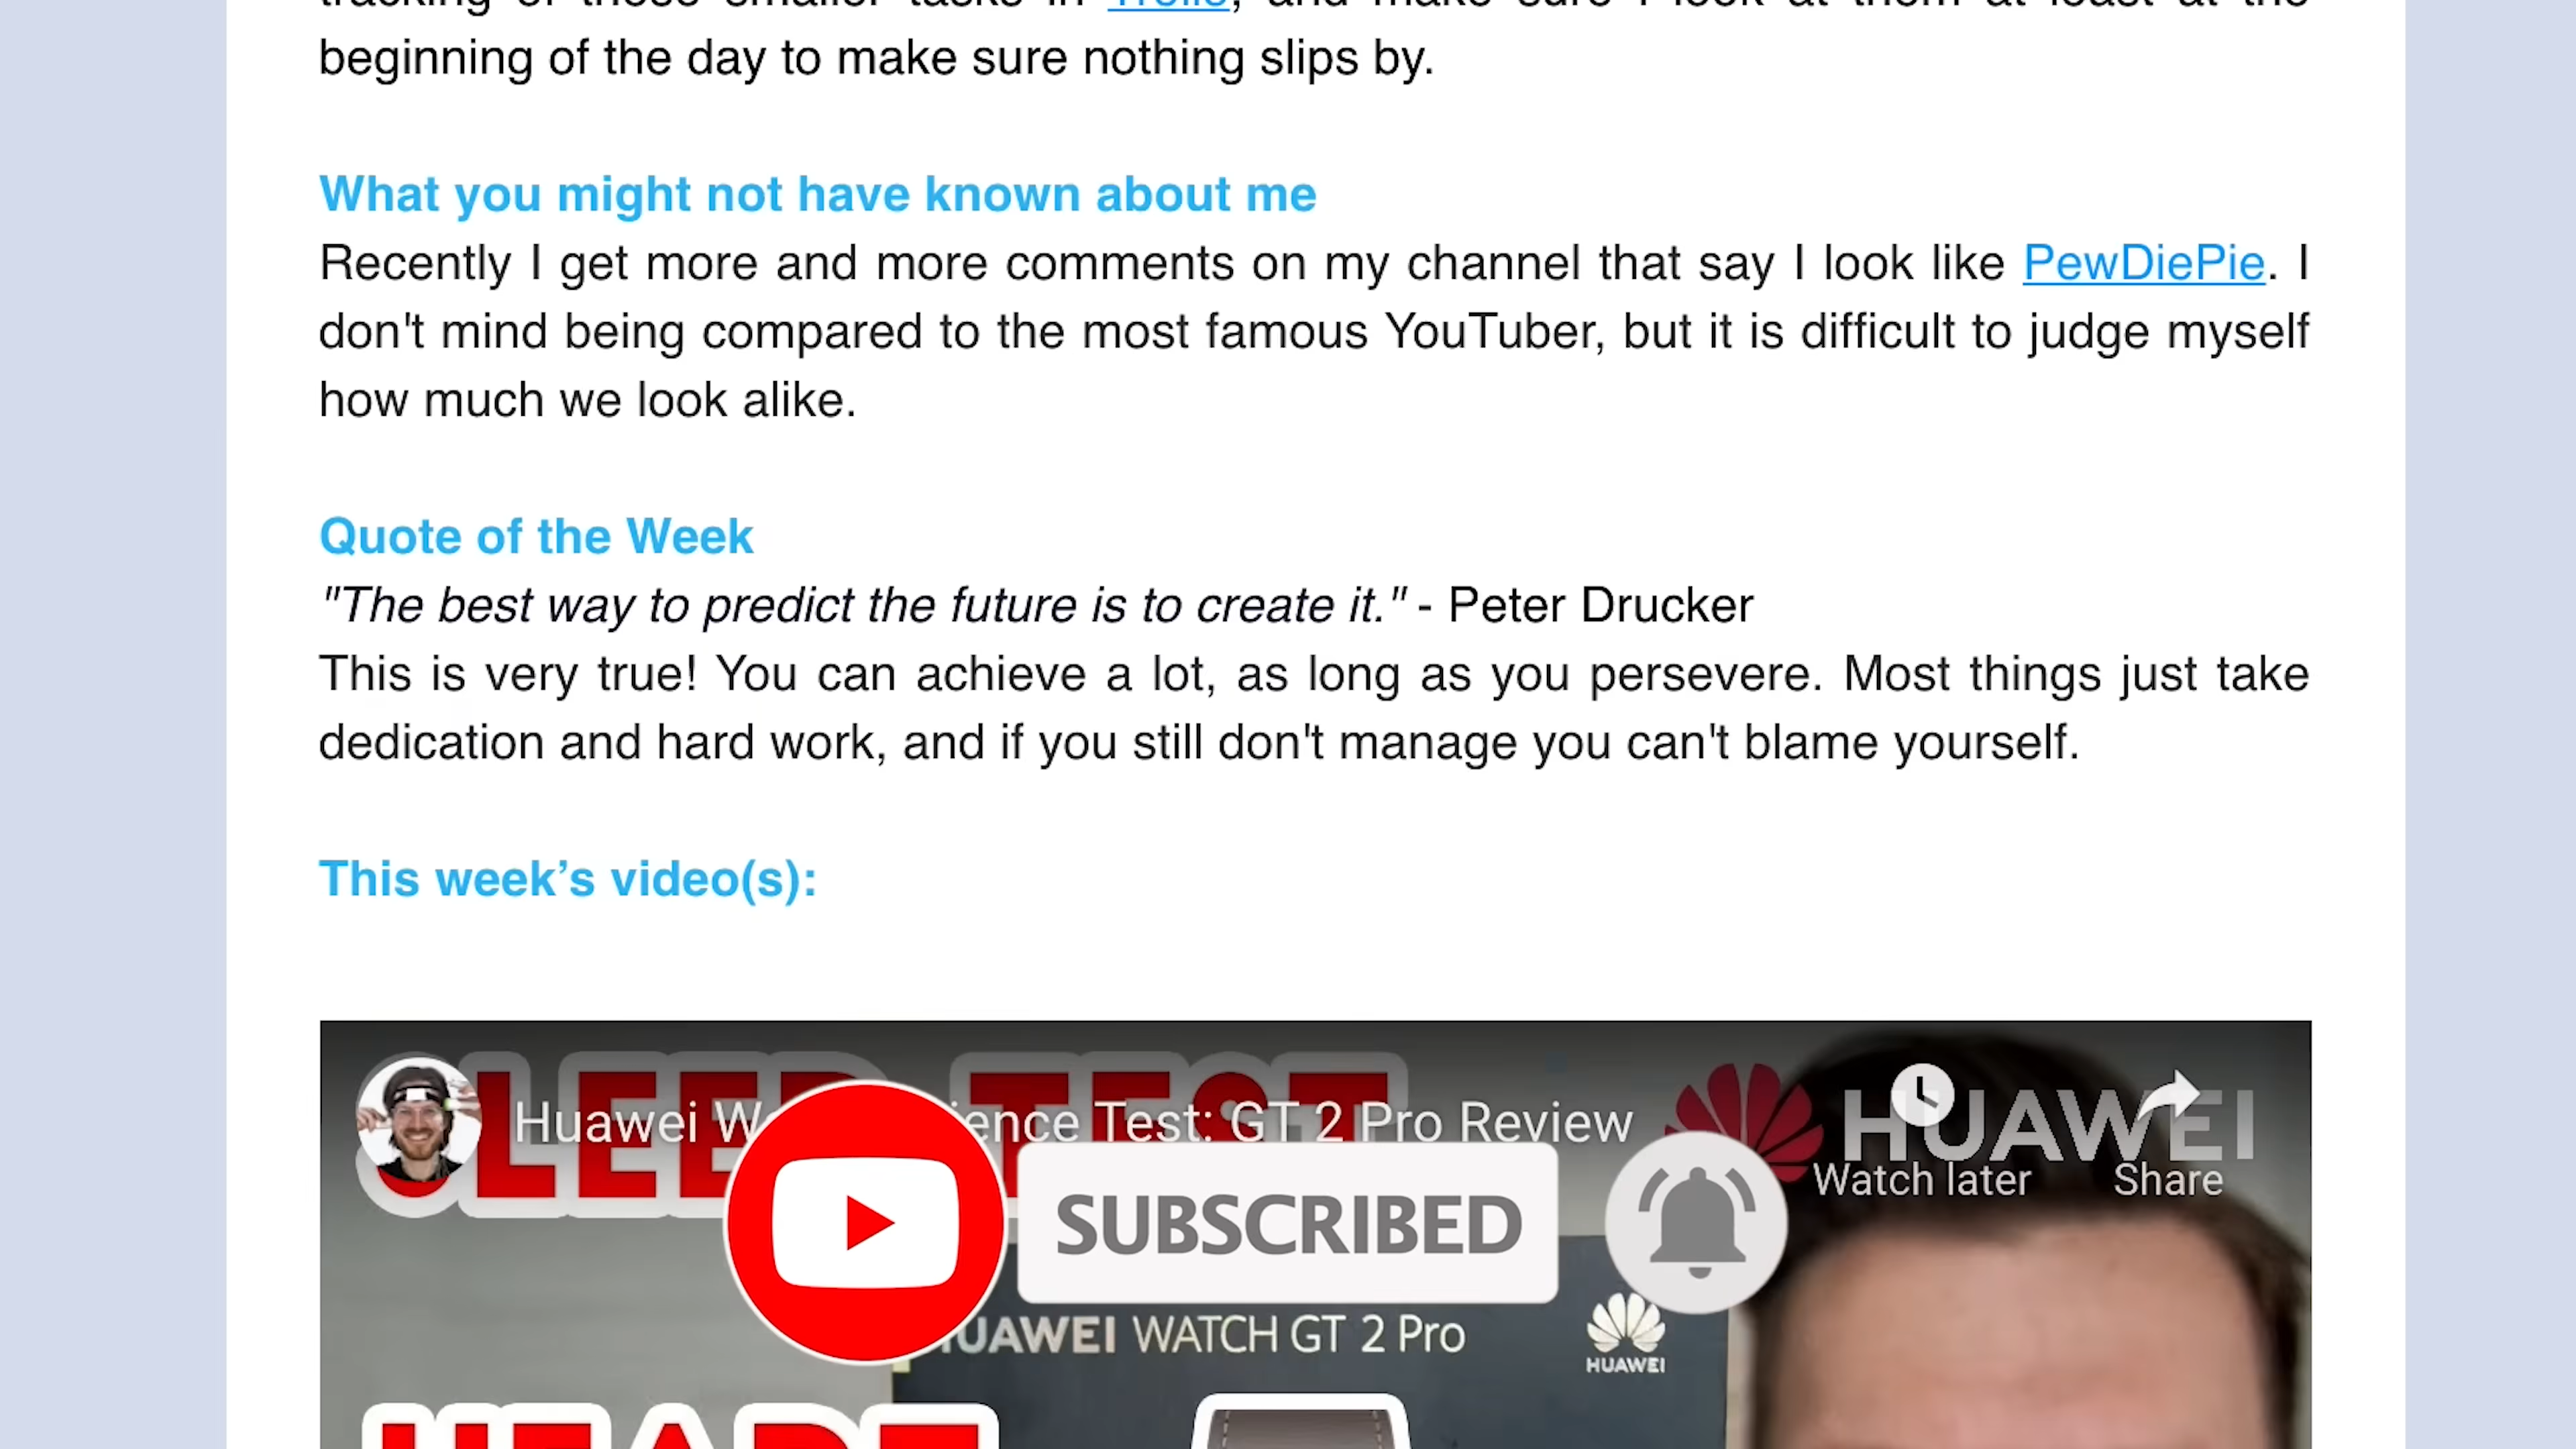 beginning of the day to make sure nothing slips by.
What you might not have known about me
Recently I get more and more comments on my channel that say I look like PewDiePie. I
don't mind being compared to the most famous YouTuber, but it is difficult to judge myself
how much we look alike.
Quote of the Week
"The best way to predict the future is to create it." - Peter Drucker
This is very true! You can achieve a lot, as long as you persevere. Most things just take
dedication and hard work, and if you still don't manage you can't blame yourself.
This week’s video(s):
TEST
HUAWEI
Huawei ence Test: GT 2 Pro Review
Watch later Share
SUBSCRIBED
HUAWEI WATCH GT 2 Pro
HUAWEI